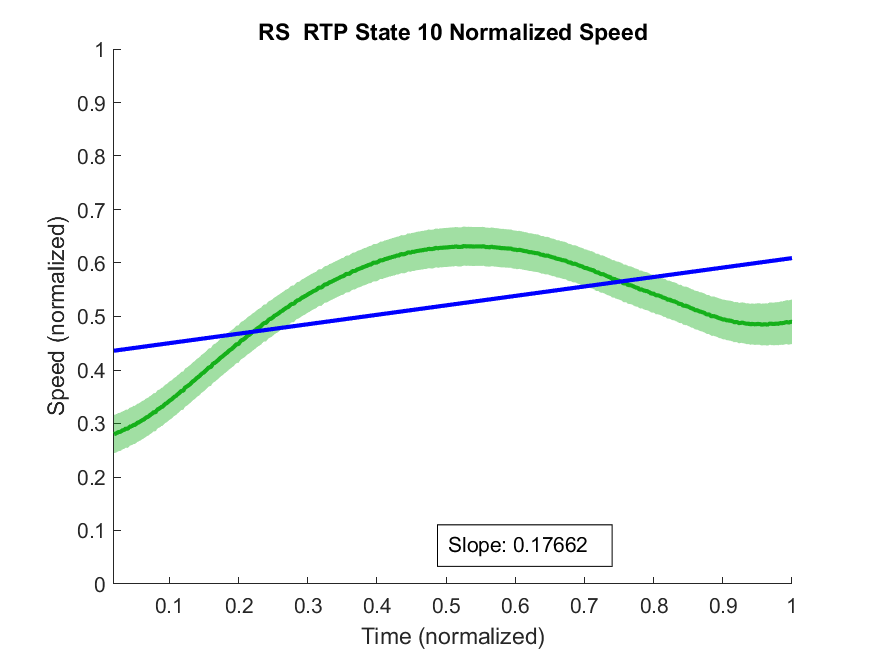 RS  RTP State 10 Normalized Speed
1
0.9
0.8
0.7
0.6
0.5
0.4
0.3
0.2
0.1
0
Speed (normalized)
Slope: 0.17662
0.1 0.2 0.3 0.4 0.5 0.6 0.7 0.8 0.9 1
Time (normalized)